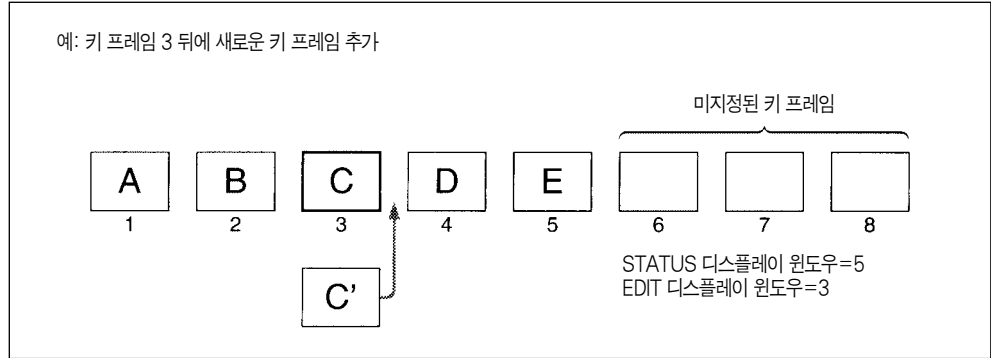 예: 키 프레임 3 뒤에 새로운 키 프레임 추가
미지정된 키 프레임
A B C D E
1 2 3 4 5 6 7 8
STATUS 디스플레이 윈도우=5
EDIT 디스플레이 윈도우=3
C'